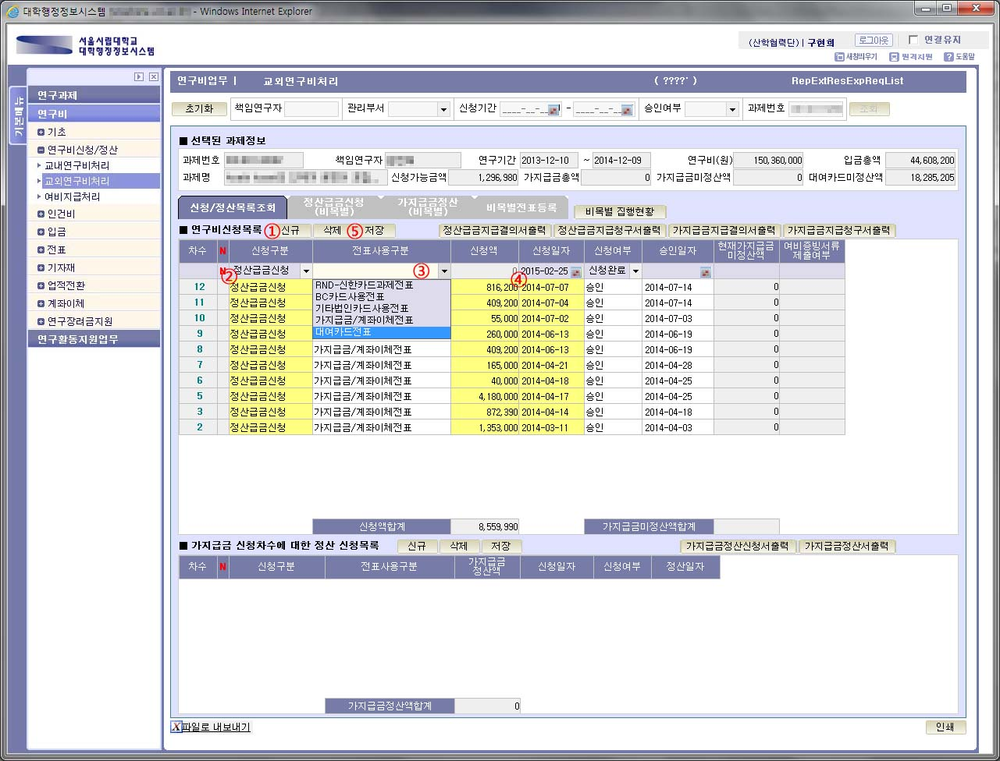 대학행정정보시스템 - Windows Internet Explorer
서울시립대학교
대학행정정보시스템
(산학협력단) | 구현희 로그아웃 연결유지
새창띄우기 원격지원 도움말
기본메뉴
연구과제
연구비
기초
연구비신청/정산
교내연구비처리
교외연구비처리
여비지급처리
인건비
입금
전표
기자재
업적전환
계좌이체
연구장려금지원
연구활동지원업무
연구비업무 | 교외연구비처리 ( ????˙ ) RepExtResExpReqList
초기화 책임연구자 관리부서 신청기간 ____-__-__ - ____-__-__ 승인여부 과제번호 조회
■ 선택된 과제정보
과제번호 책임연구자 연구기간 2013-12-10 ~ 2014-12-09 연구비(원) 150,360,000 입금총액 44,608,200
과제명 신청가능금액 1,296,980 가지급금총액 0 가지급금미정산액 0 대여카드미정산액 18,285,205
신청/정산목록조회 정산급금신청 (비목별) 가지급금정산 (비목별) 비목별전표등록 비목별 집행현황
■ 연구비신청목록 ① 신규 삭제 ⑤ 저장 정산급금지급결의서출력 정산급금지급청구서출력 가지급금지급결의서출력 가지급금지급청구서출력
차수 N 신청구분 전표사용구분 신청액 신청일자 신청여부 승인일자 현재가지급금 미정산액 여비증빙서류 제출여부
N ② 정산급금신청 ③ 0 ④ 2015-02-25 신청완료
RND-신한카드과제전표
BC카드사용전표
기타법인카드사용전표
가지급금/계좌이체전표
대여카드전표
12 정산급금신청 816,200 2014-07-07 승인 2014-07-14 0
11 정산급금신청 409,200 2014-07-04 승인 2014-07-14 0
10 정산급금신청 55,000 2014-07-02 승인 2014-07-03 0
9 정산급금신청 260,000 2014-06-13 승인 2014-06-19 0
8 정산급금신청 가지급금/계좌이체전표 409,200 2014-06-13 승인 2014-06-19 0
7 정산급금신청 가지급금/계좌이체전표 165,000 2014-04-21 승인 2014-04-28 0
6 정산급금신청 가지급금/계좌이체전표 40,000 2014-04-18 승인 2014-04-25 0
5 정산급금신청 가지급금/계좌이체전표 4,180,000 2014-04-17 승인 2014-04-25 0
3 정산급금신청 가지급금/계좌이체전표 872,390 2014-04-14 승인 2014-04-18 0
2 정산급금신청 가지급금/계좌이체전표 1,353,000 2014-03-11 승인 2014-04-03 0
신청액합계 8,559,990 가지급금미정산액합계
■ 가지급금 신청차수에 대한 정산 신청목록 신규 삭제 저장 가지급금정산신청서출력 가지급금정산서출력
차수 N 신청구분 전표사용구분 가지급금 정산액 신청일자 신청여부 정산일자
가지급금정산액합계 0
파일로 내보내기 인쇄